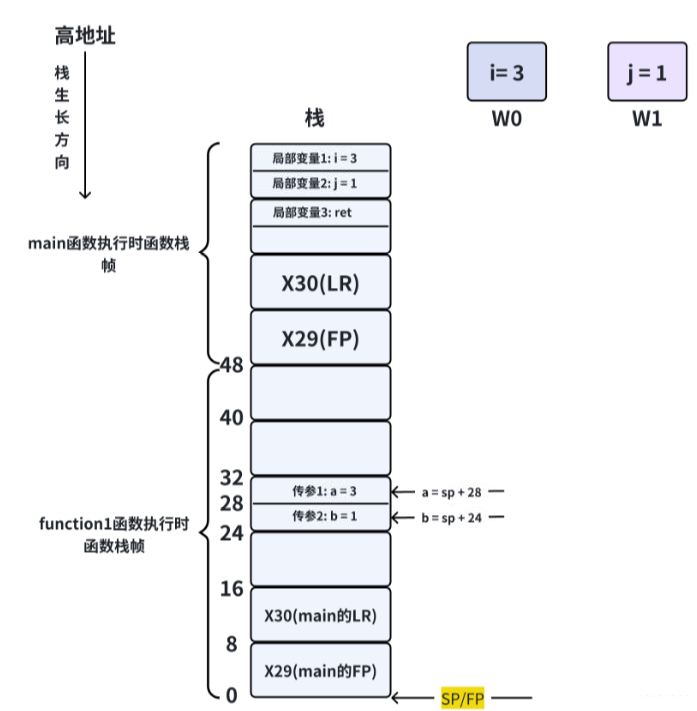 高地址
栈生长方向
i= 3
j = 1
W0
W1
栈
局部变量1: i = 3
局部变量2: j = 1
局部变量3: ret
main函数执行时函数栈
帧
X30(LR)
X29(FP)
48
40
32
传参1: a = 3
a = sp + 28
28
传参2: b = 1
b = sp + 24
24
function1函数执行时
函数栈帧
16
X30(main的LR)
8
X29(main的FP)
0
SP/FP